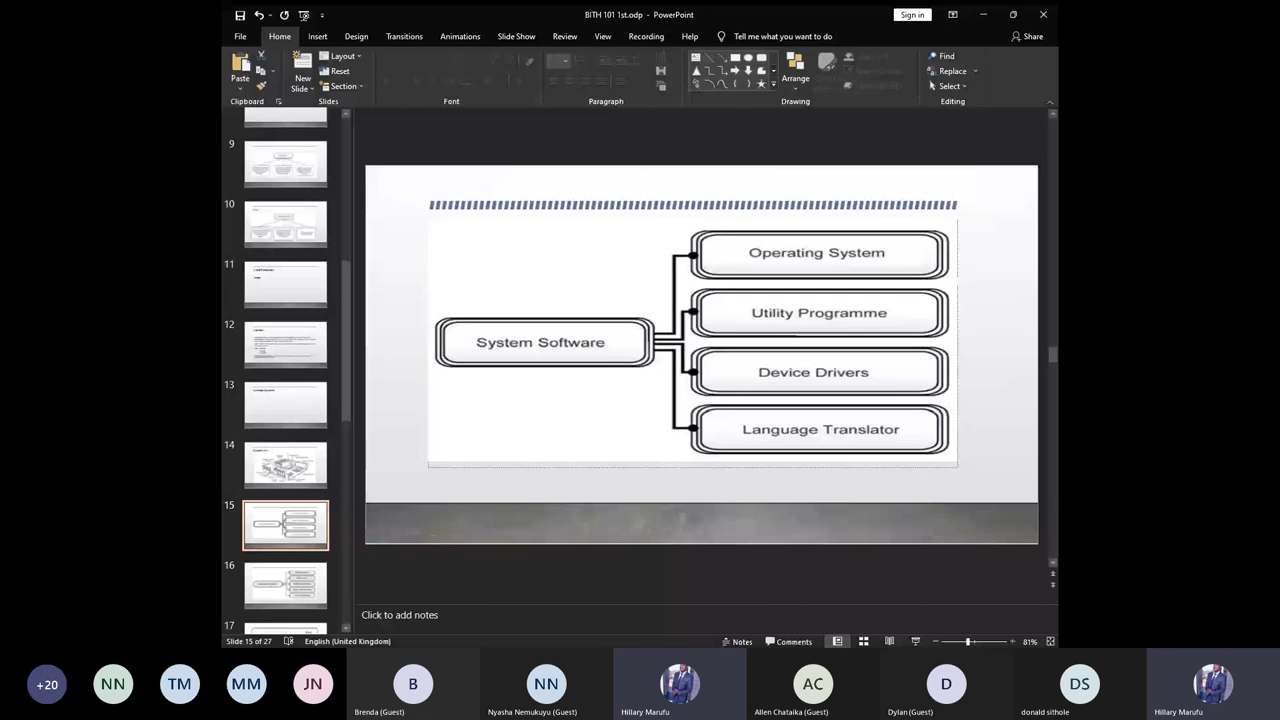 BITH 101 1st.odp - PowerPoint
Sign in
File Home Insert Design Transitions Animations Slide Show Review View Recording Help Tell me what you want to do Share
Paste
New
Slide
Layout
Reset
Section
Arrange
Find
Replace
Select
Clipboard Slides Font Paragraph Drawing Editing
9
10
11
12
13
14
15
16
17
System Software
Operating System
Utility Programme
Device Drivers
Language Translator
Click to add notes
Slide 15 of 27 English (United Kingdom) Notes Comments 81%
+20 NN TM MM JN B NN AC D DS
Brenda (Guest) Nyasha Nemukuyu (Guest) Hillary Marufu Allen Chataika (Guest) Dylan (Guest) donald sithole Hillary Marufu